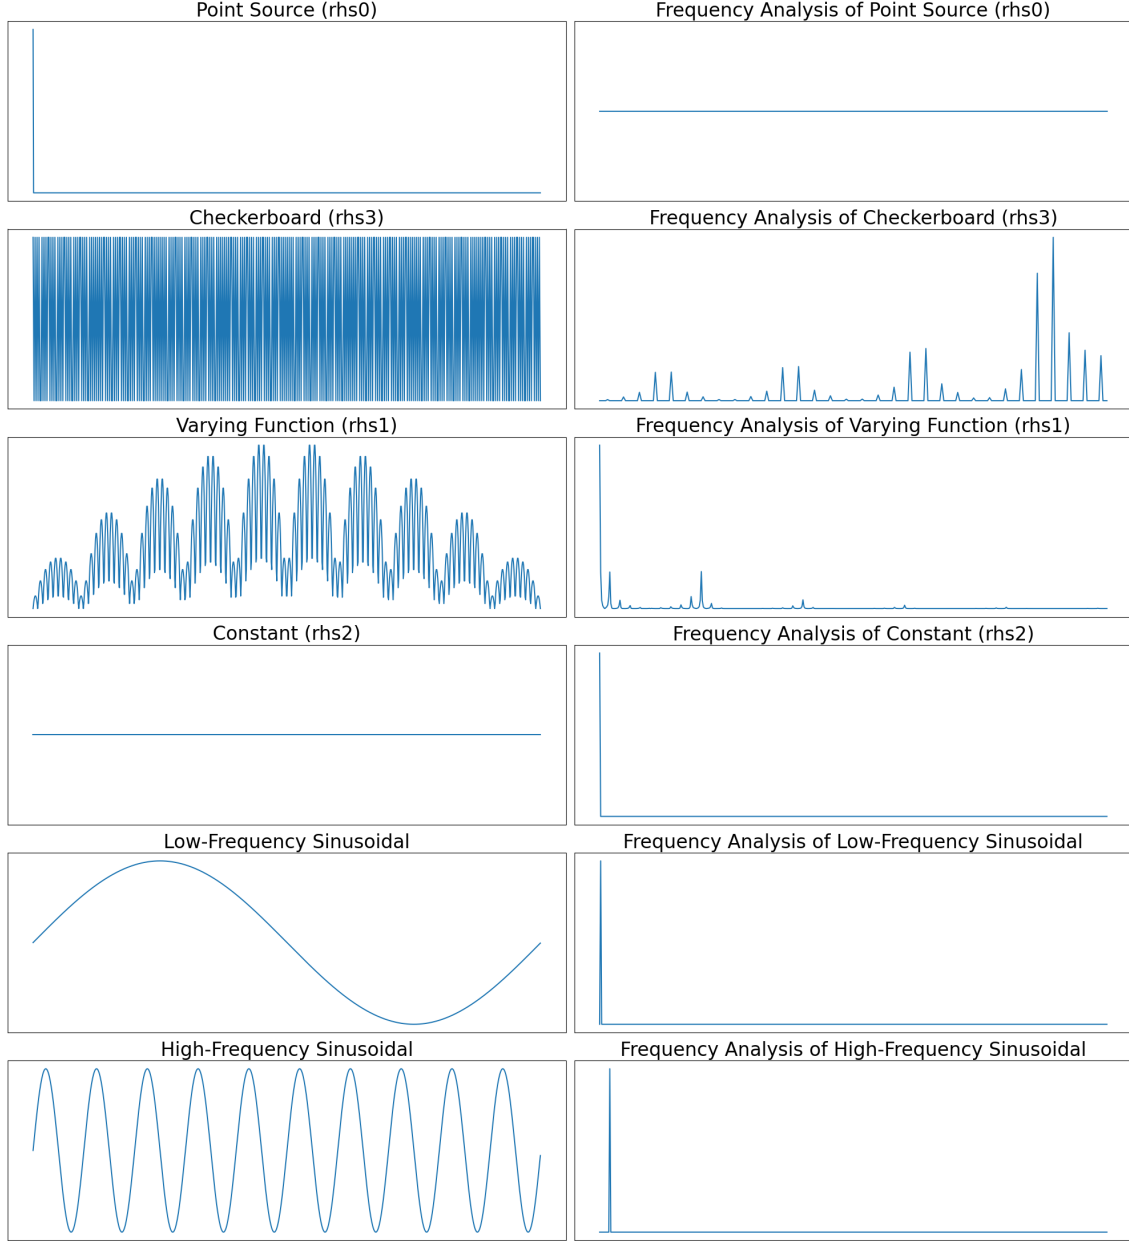 Point Source (rhs0)
Frequency Analysis of Point Source (rhs0)
Checkerboard (rhs3)
Frequency Analysis of Checkerboard (rhs3)
Varying Function (rhs1)
Frequency Analysis of Varying Function (rhs1)
Constant (rhs2)
Frequency Analysis of Constant (rhs2)
Low-Frequency Sinusoidal
Frequency Analysis of Low-Frequency Sinusoidal
High-Frequency Sinusoidal
Frequency Analysis of High-Frequency Sinusoidal